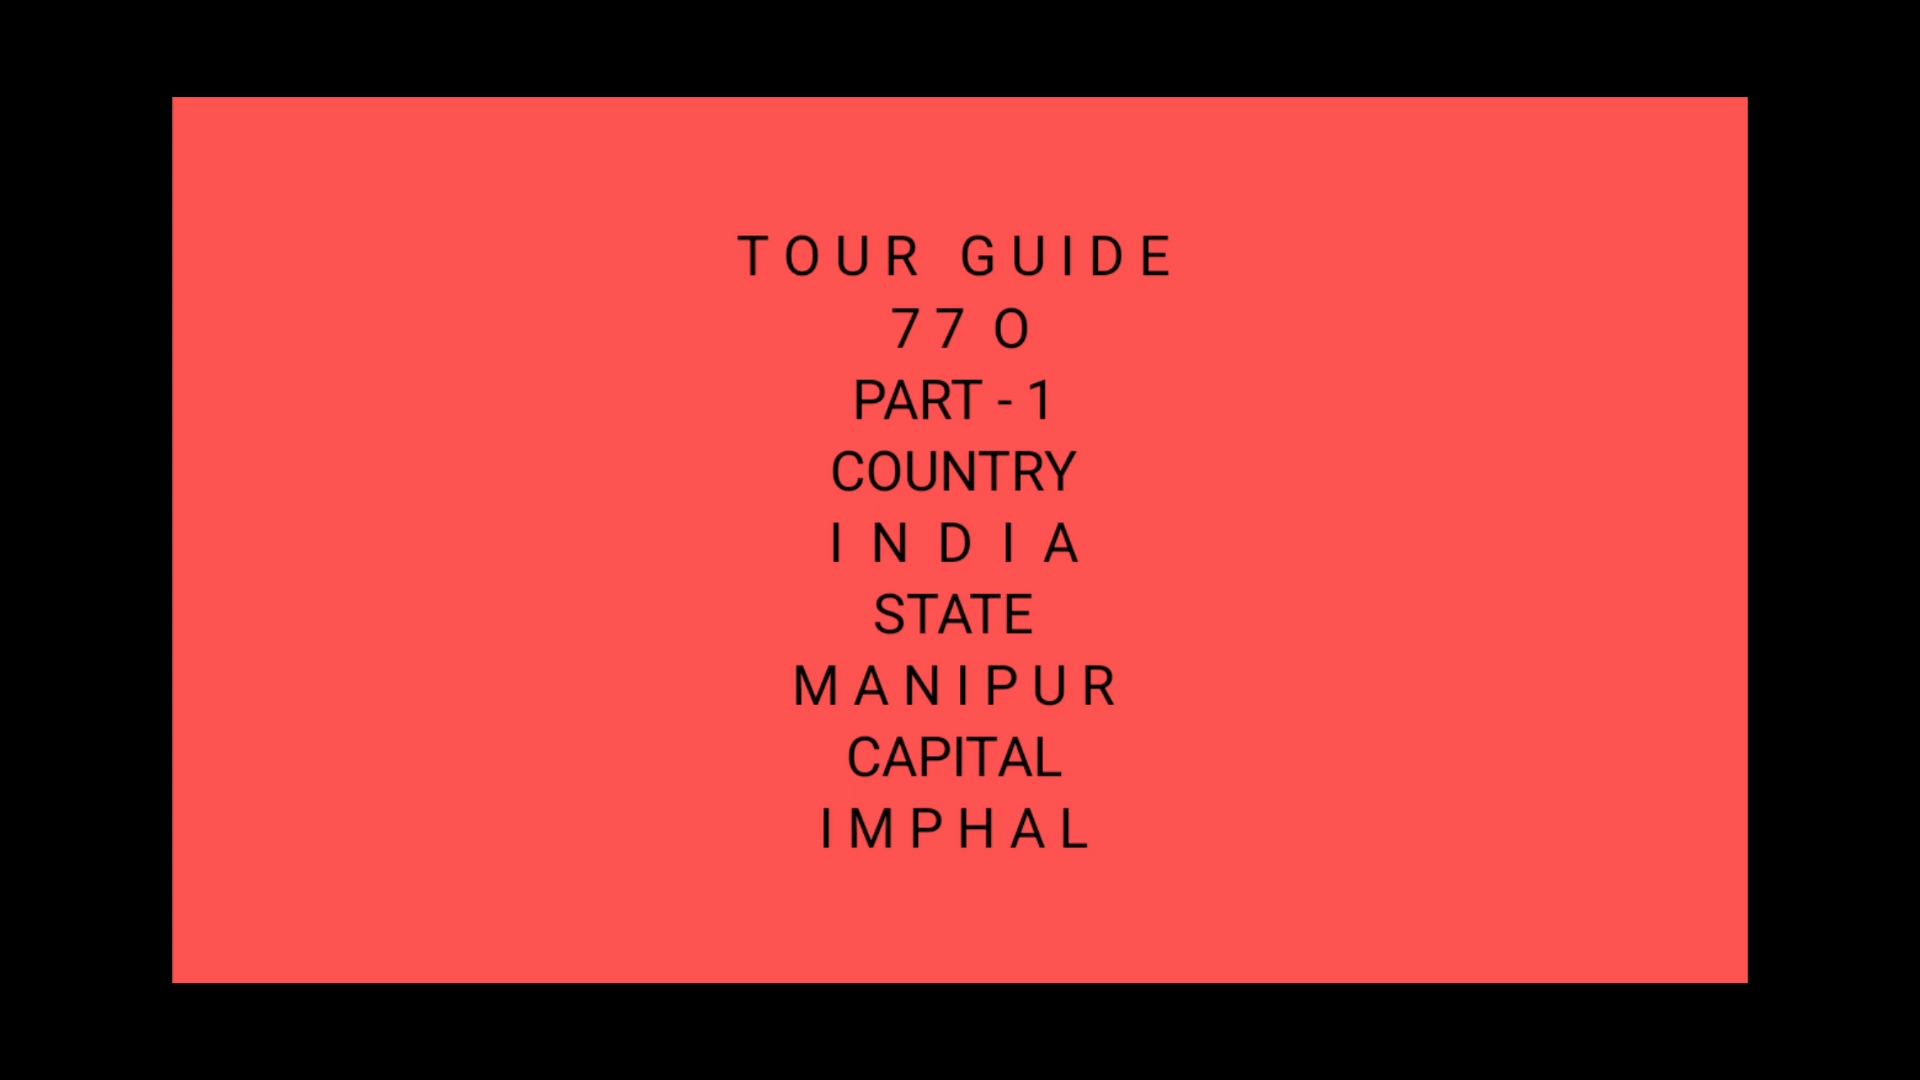 TOUR GUIDE
77 O
PART - 1
COUNTRY
INDIA
STATE
MANIPUR
CAPITAL
IMPHAL